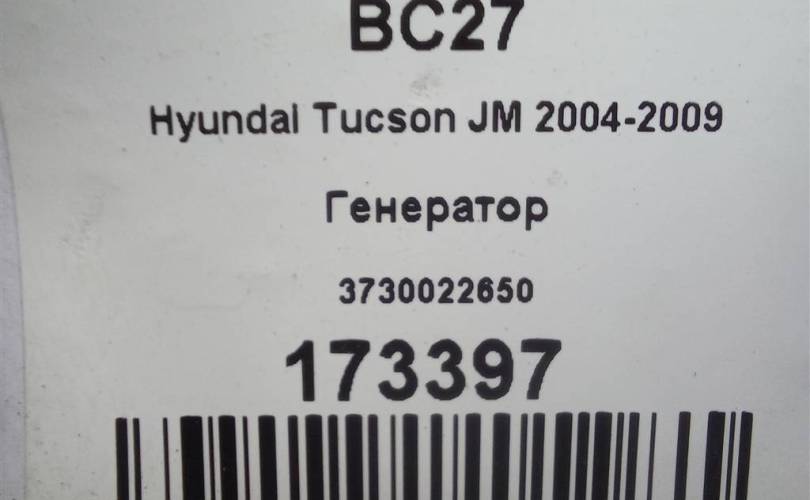 BC27
Hyundai Tucson JM 2004-2009
Генератор
3730022650
173397